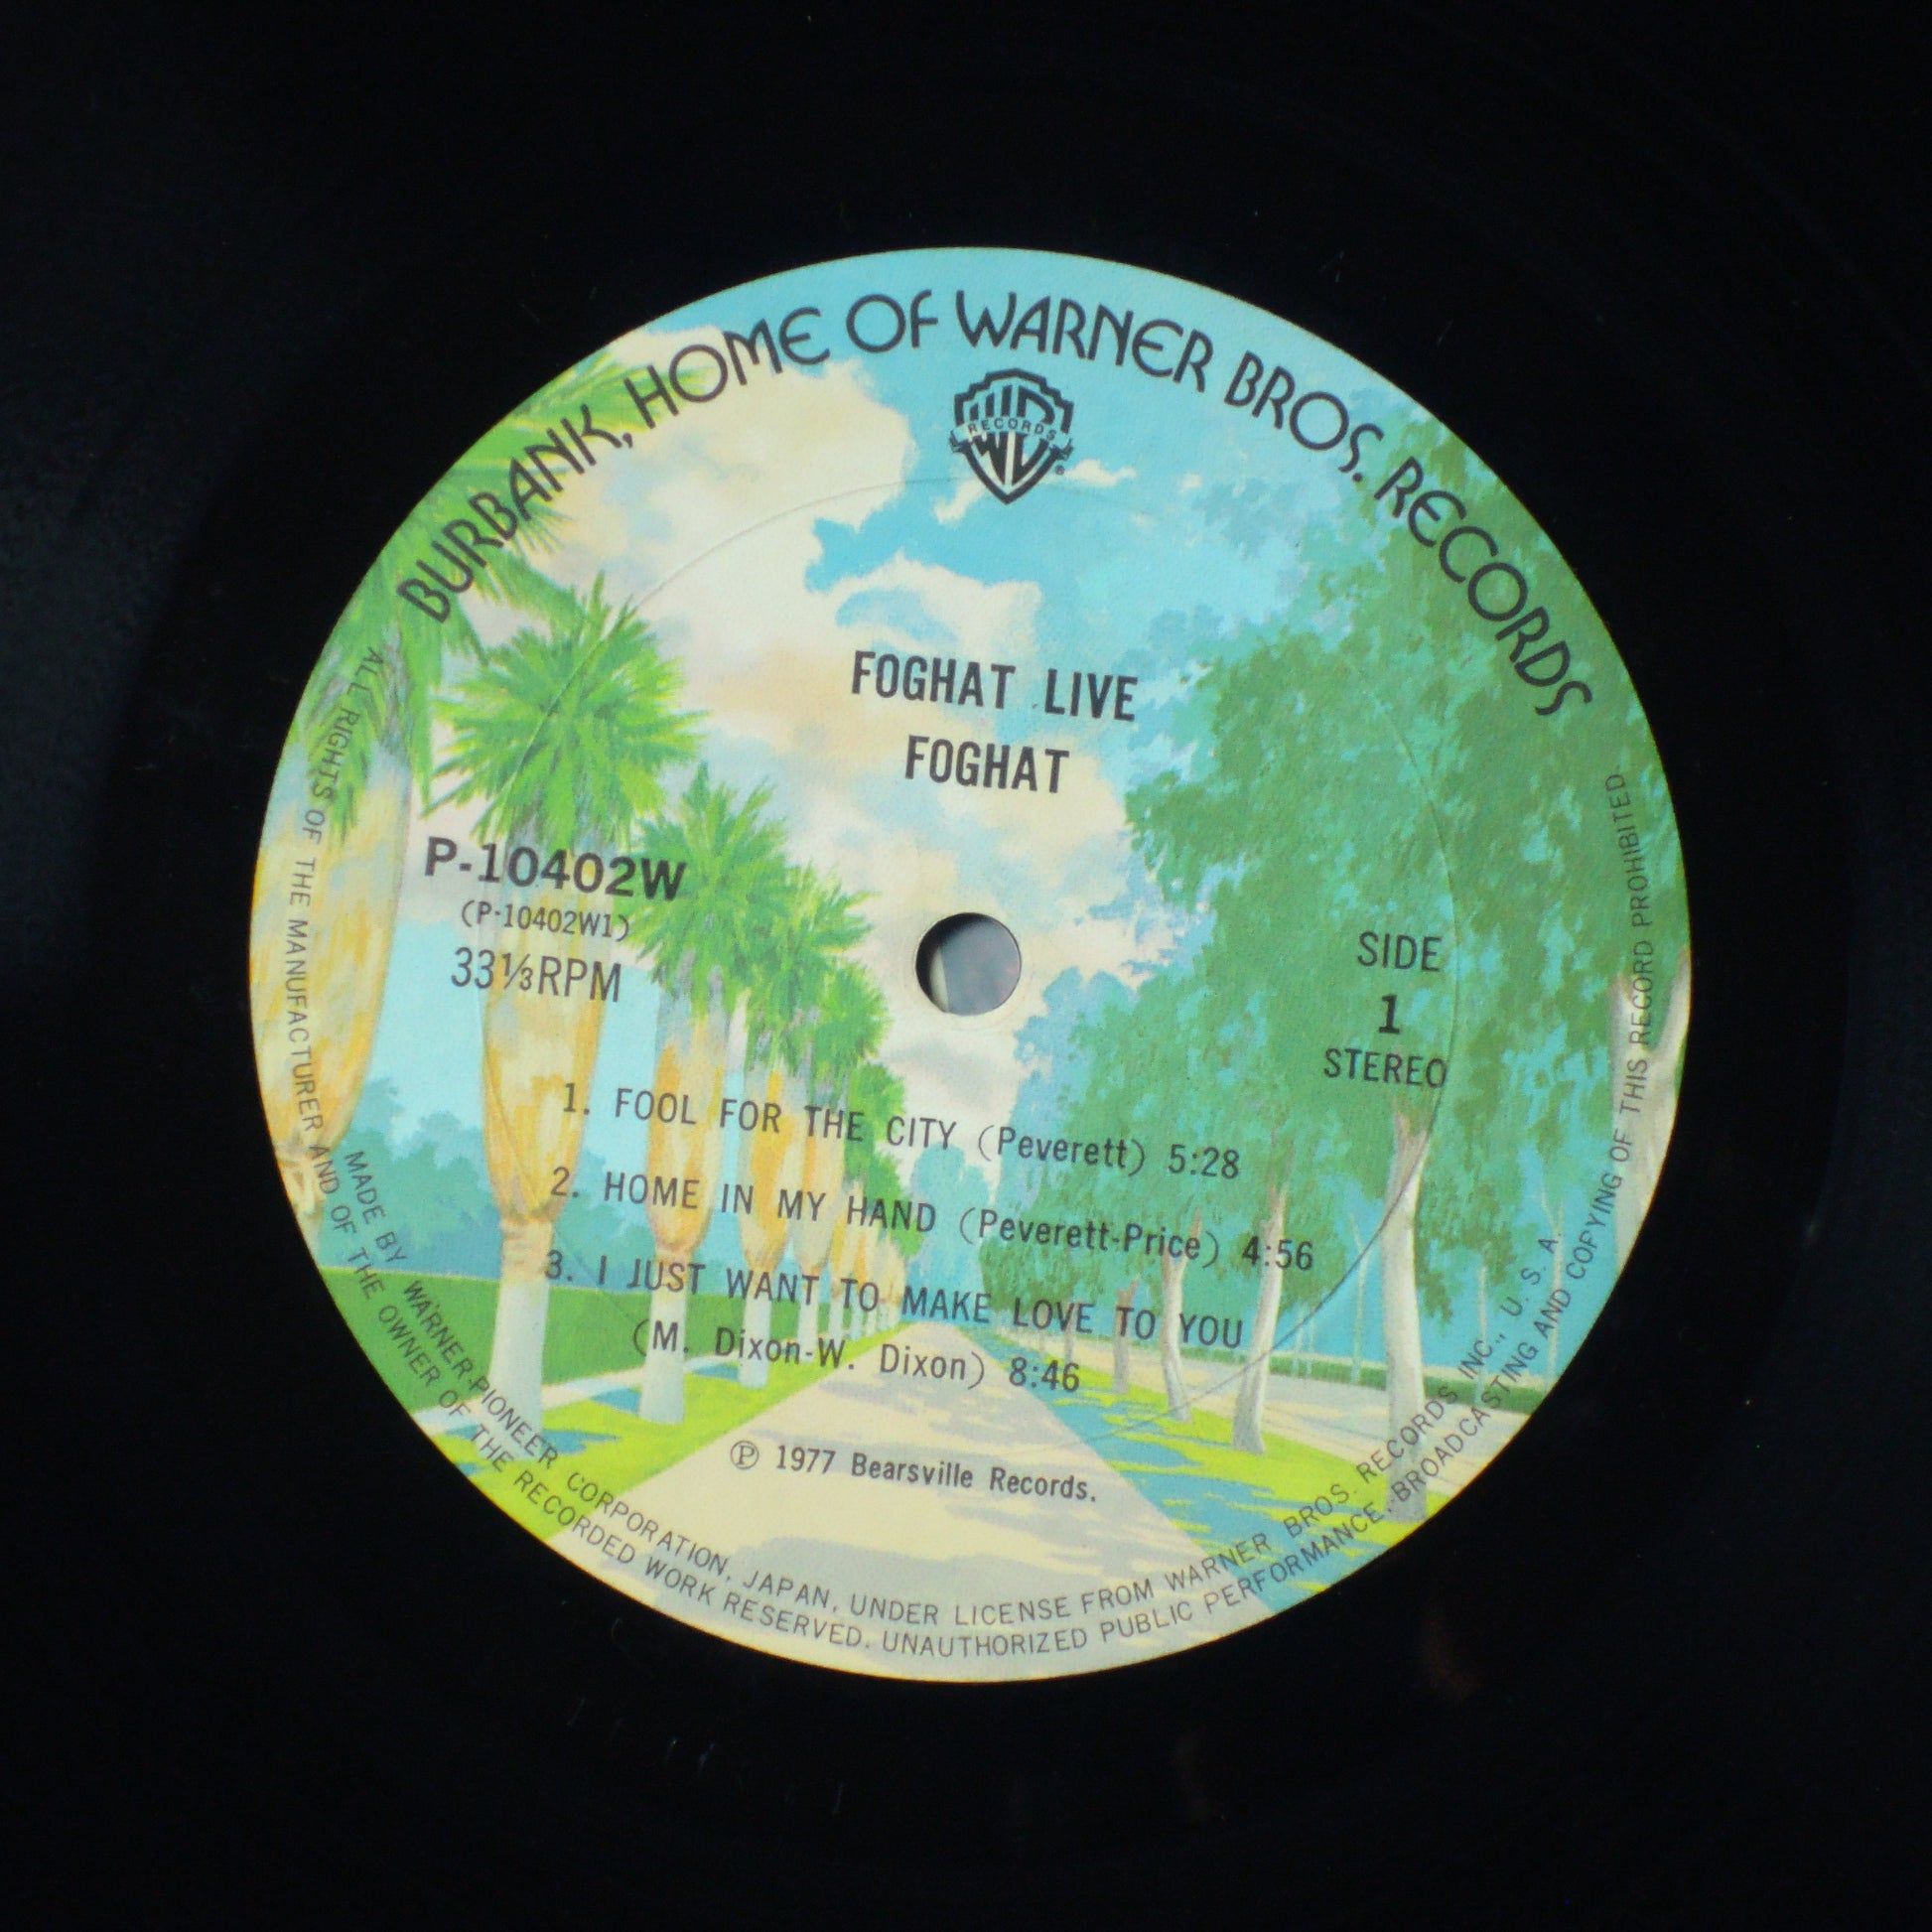 BURBANK, HOME OF WARNER BROS. RECORDS
RECORDS
®
FOGHAT LIVE
FOGHAT
P-10402W
(P-10402W1)
33⅓RPM
SIDE
1
STEREO
1. FOOL FOR THE CITY (Peverett) 5:28
2. HOME IN MY HAND (Peverett-Price) 4:56
3. I JUST WANT TO MAKE LOVE TO YOU
(M. Dixon-W. Dixon) 8:46
℗ 1977 Bearsville Records.
MADE BY WARNER-PIONEER CORPORATION, JAPAN, UNDER LICENSE FROM WARNER BROS. RECORDS INC., U. S. A.
ALL RIGHTS OF THE MANUFACTURER AND OF THE OWNER OF THE RECORDED WORK RESERVED. UNAUTHORIZED PUBLIC PERFORMANCE, BROADCASTING AND COPYING OF THIS RECORD PROHIBITED.